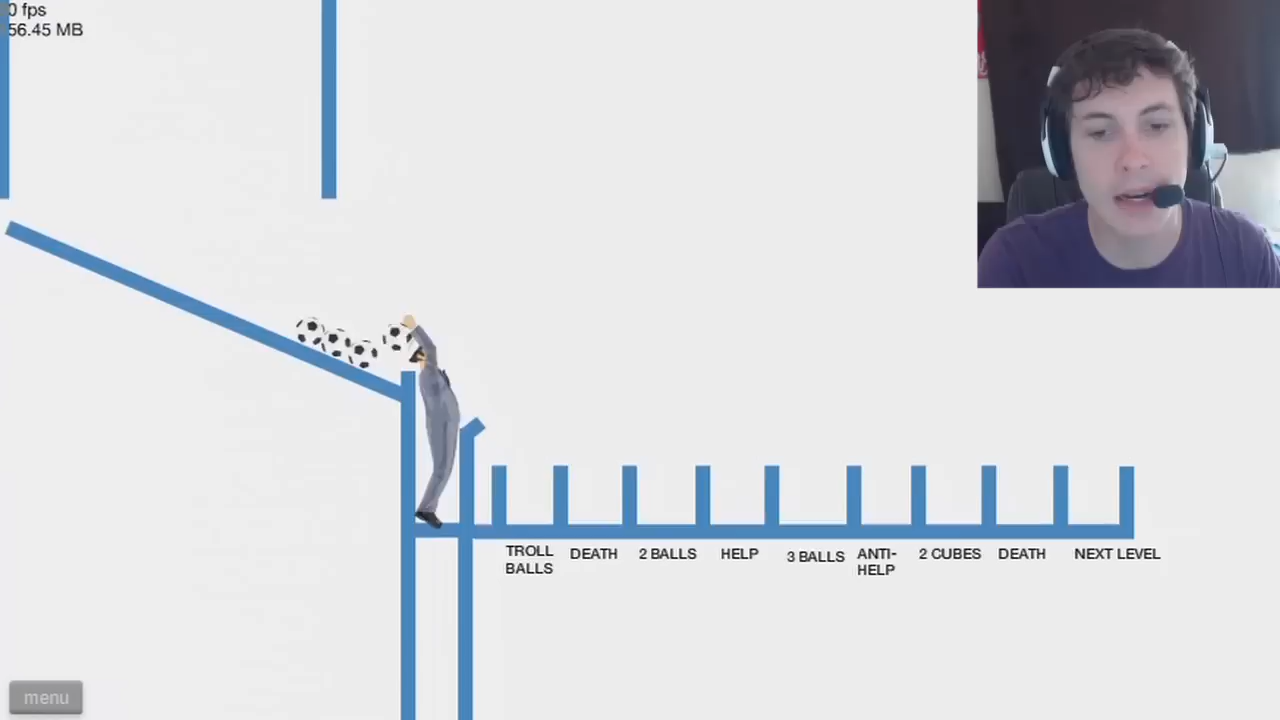 0 fps
56.45 MB
TROLL
BALLS
DEATH
2 BALLS
HELP
3 BALLS
ANTI-
HELP
2 CUBES
DEATH
NEXT LEVEL
menu